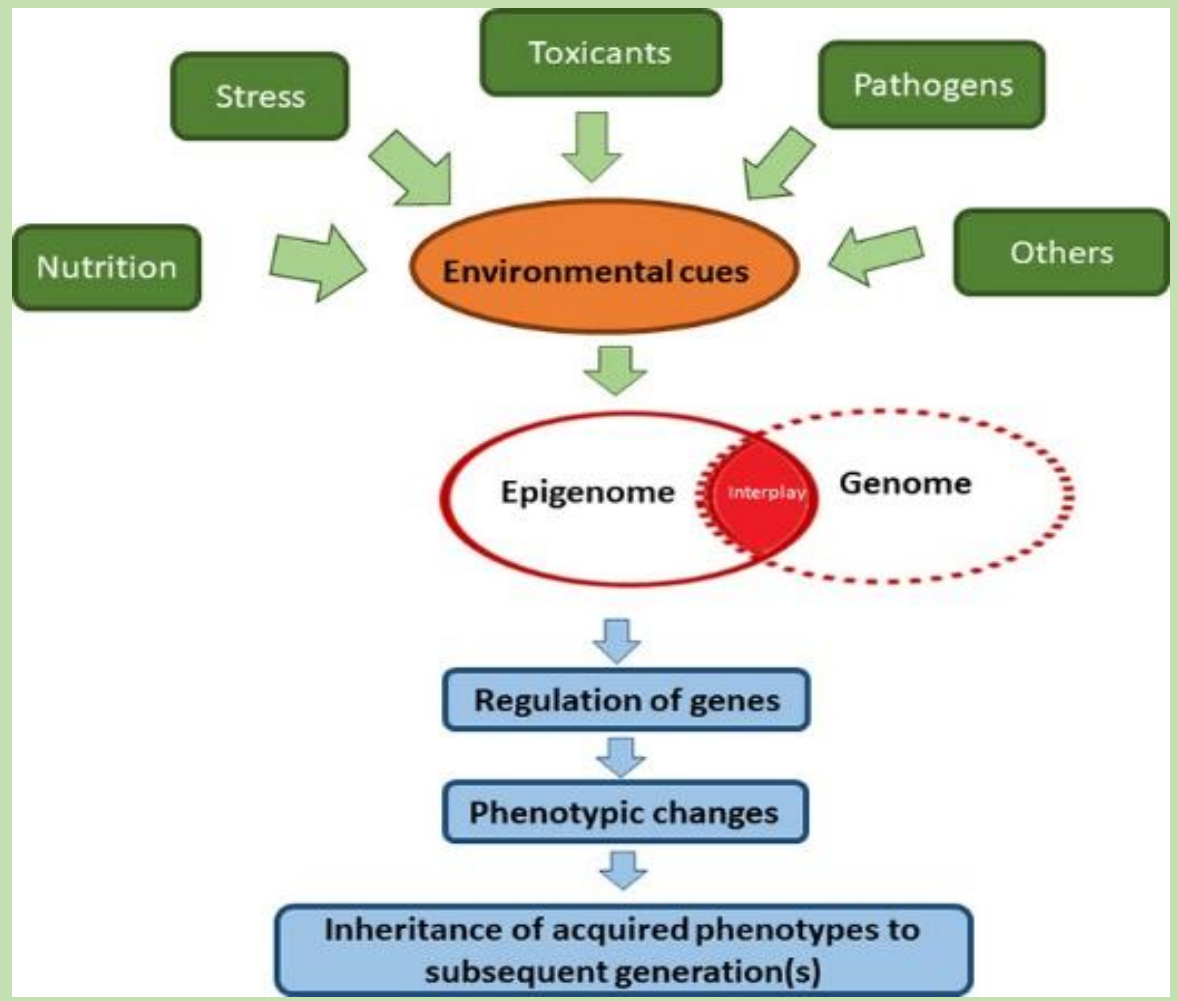 Toxicants
Stress
Pathogens
Nutrition
Environmental cues
Others
Epigenome
Interplay
Genome
Regulation of genes
Phenotypic changes
Inheritance of acquired phenotypes to
subsequent generation(s)